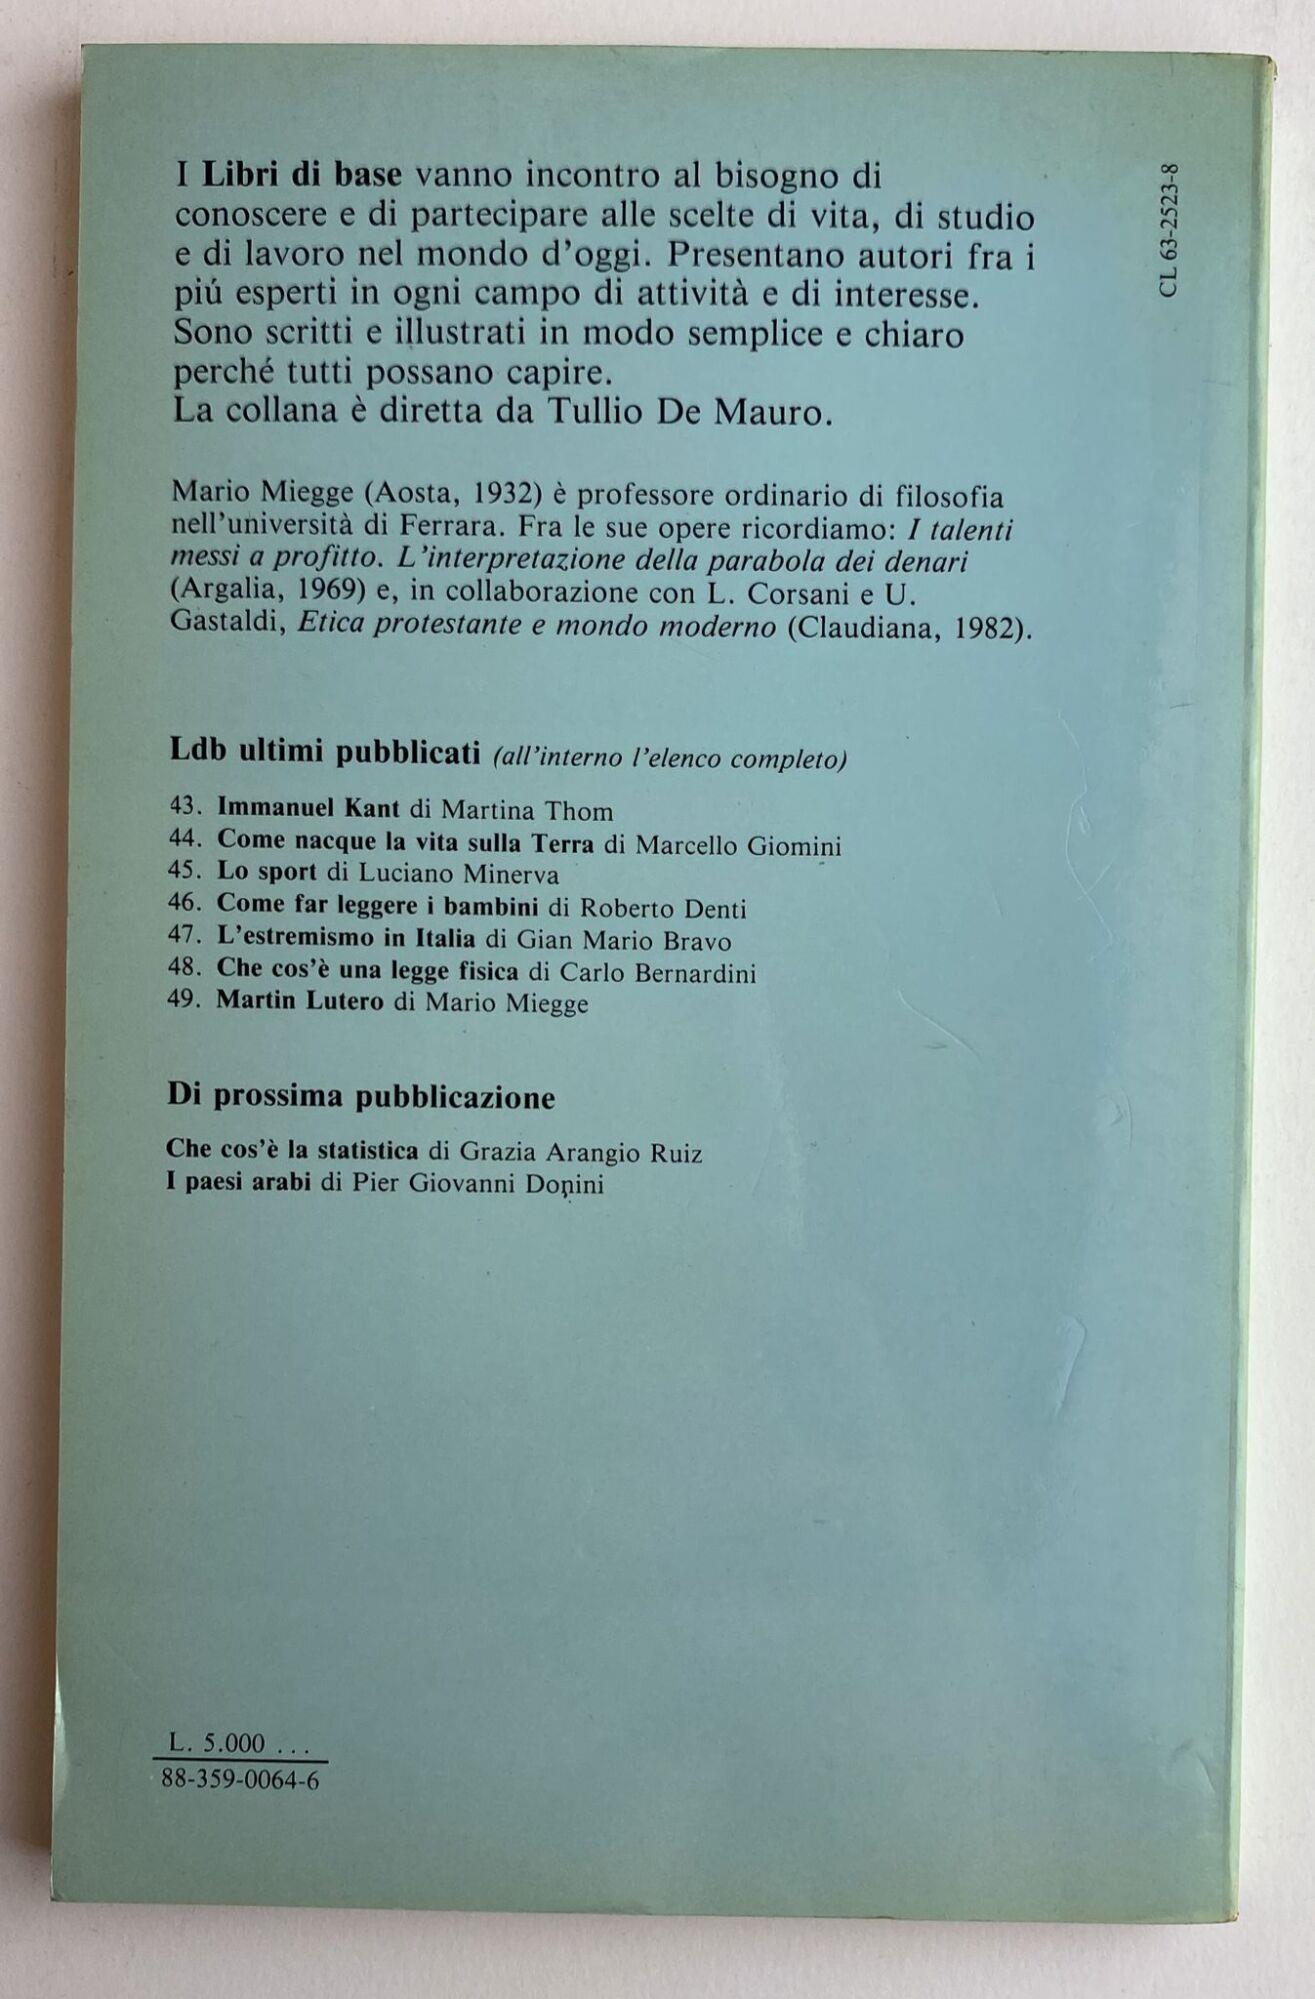 I Libri di base vanno incontro al bisogno di
conoscere e di partecipare alle scelte di vita, di studio
e di lavoro nel mondo d'oggi. Presentano autori fra i
piú esperti in ogni campo di attività e di interesse.
Sono scritti e illustrati in modo semplice e chiaro
perché tutti possano capire.
La collana è diretta da Tullio De Mauro.
CL 63-2523-8
Mario Miegge (Aosta, 1932) è professore ordinario di filosofia
nell'università di Ferrara. Fra le sue opere ricordiamo: I talenti
messi a profitto. L'interpretazione della parabola dei denari
(Argalia, 1969) e, in collaborazione con L. Corsani e U.
Gastaldi, Etica protestante e mondo moderno (Claudiana, 1982).
Ldb ultimi pubblicati (all'interno l'elenco completo)
43. Immanuel Kant di Martina Thom
44. Come nacque la vita sulla Terra di Marcello Giomini
45. Lo sport di Luciano Minerva
46. Come far leggere i bambini di Roberto Denti
47. L'estremismo in Italia di Gian Mario Bravo
48. Che cos'è una legge fisica di Carlo Bernardini
49. Martin Lutero di Mario Miegge
Di prossima pubblicazione
Che cos'è la statistica di Grazia Arangio Ruiz
I paesi arabi di Pier Giovanni Donini
L. 5.000 ...
88-359-0064-6